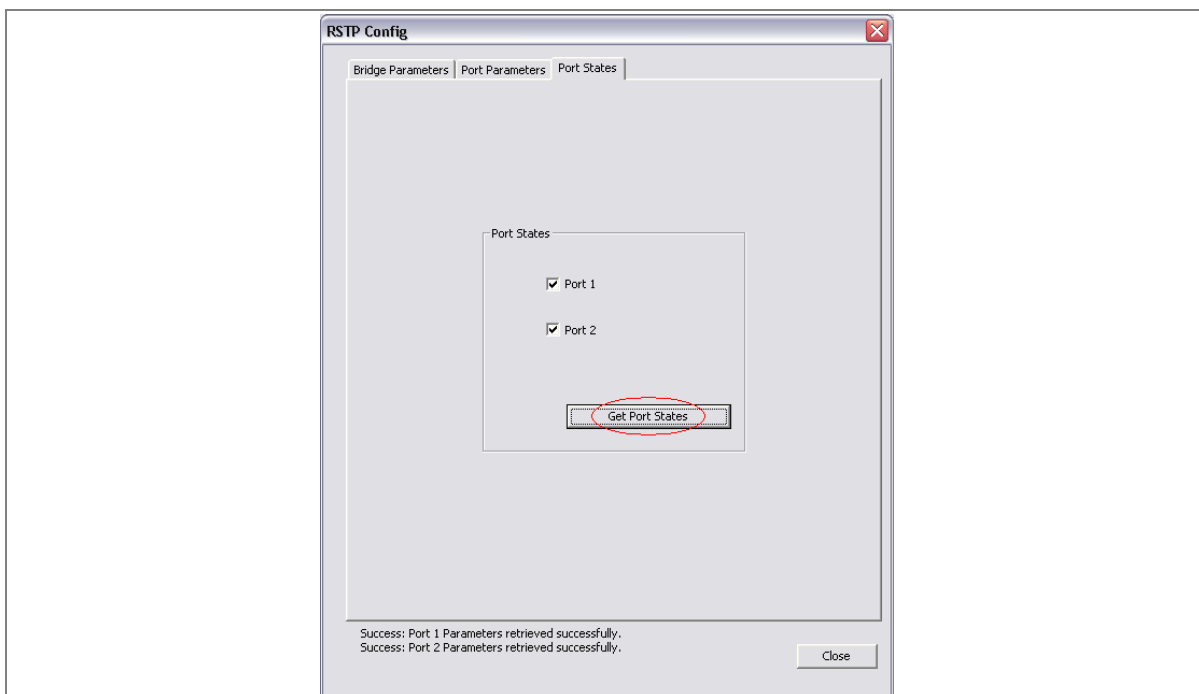 RSTP Config
Bridge Parameters
Port Parameters
Port States
Port States
Port 1
Port 2
Get Port States
Success: Port 1 Parameters retrieved successfully.
Success: Port 2 Parameters retrieved successfully.
Close